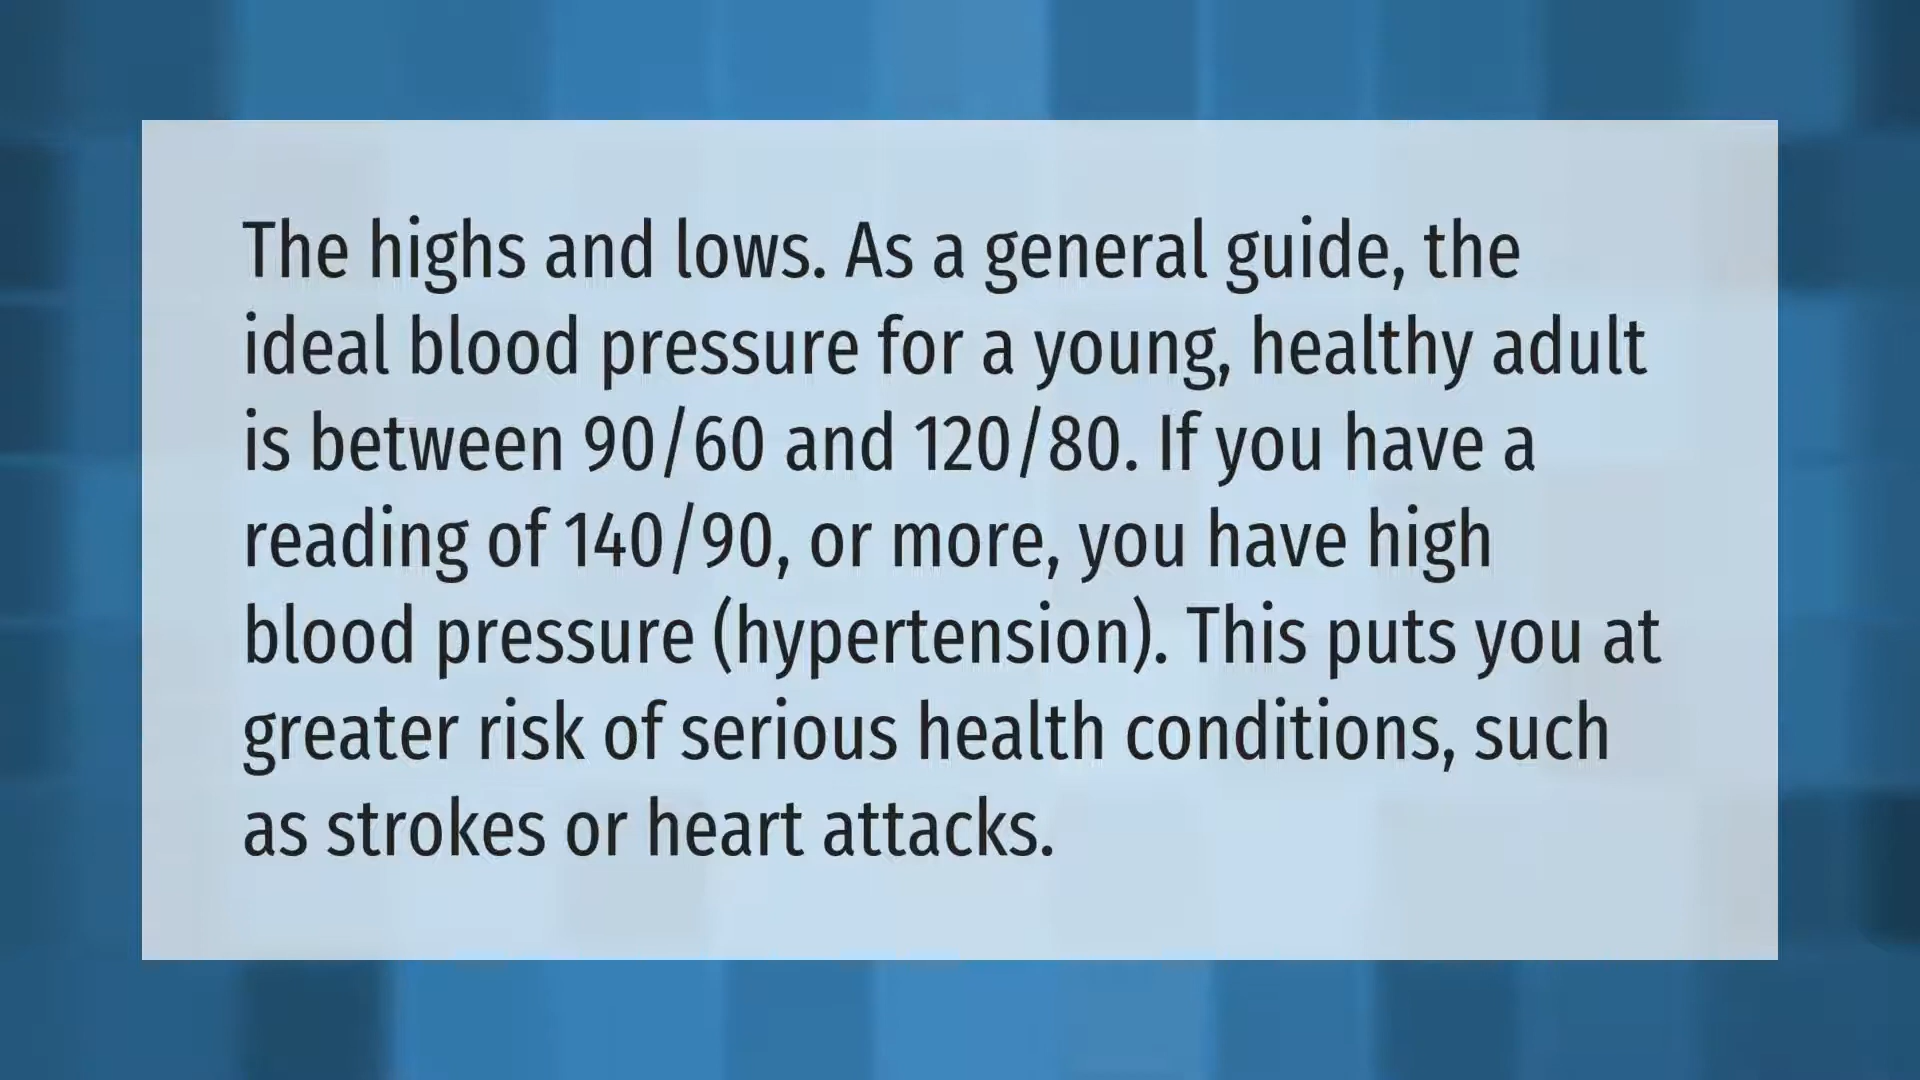 The highs and lows. As a general guide, the
ideal blood pressure for a young, healthy adult
is between 90/60 and 120/80. If you have a
reading of 140/90, or more, you have high
blood pressure (hypertension). This puts you at
greater risk of serious health conditions, such
as strokes or heart attacks.